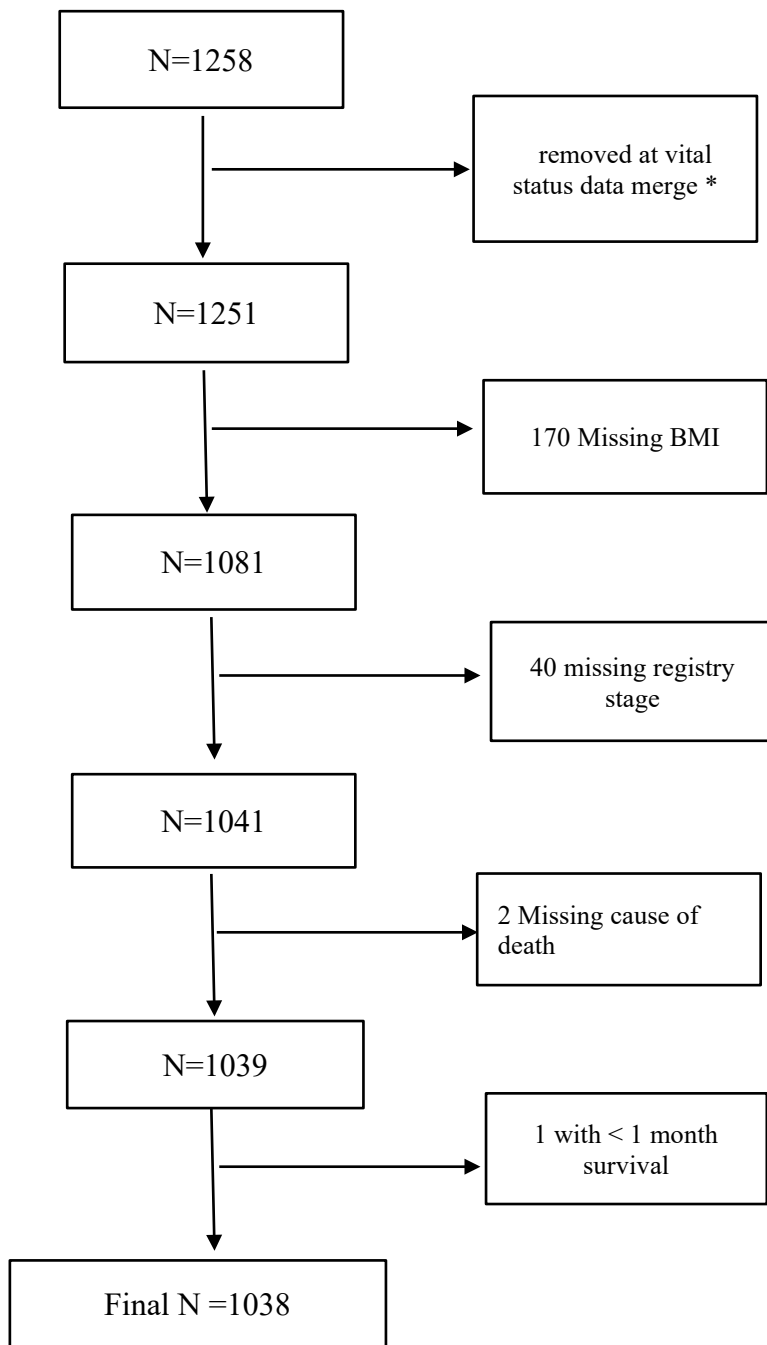 N=1258
removed at vital
status data merge *
N=1251
170 Missing BMI
N=1081
40 missing registry
stage
N=1041
2 Missing cause of
death
N=1039
1 with < 1 month
survival
Final N =1038